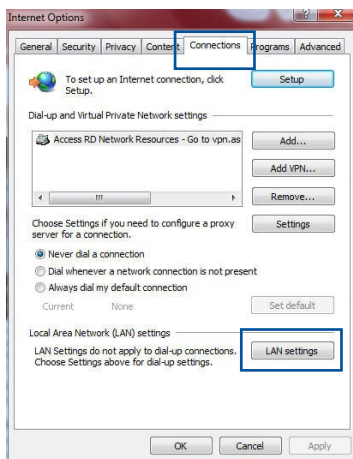 Internet Options
General Security Privacy Content Connections Programs Advanced
To set up an Internet connection, click
Setup.
Setup
Dial-up and Virtual Private Network settings
Access RD Network Resources - Go to vpn.as
Add...
Add VPN...
Remove...
Choose Settings if you need to configure a proxy
server for a connection.
Settings
Never dial a connection
Dial whenever a network connection is not present
Always dial my default connection
Current None
Set default
Local Area Network (LAN) settings
LAN Settings do not apply to dial-up connections.
Choose Settings above for dial-up settings.
LAN settings
OK Cancel Apply